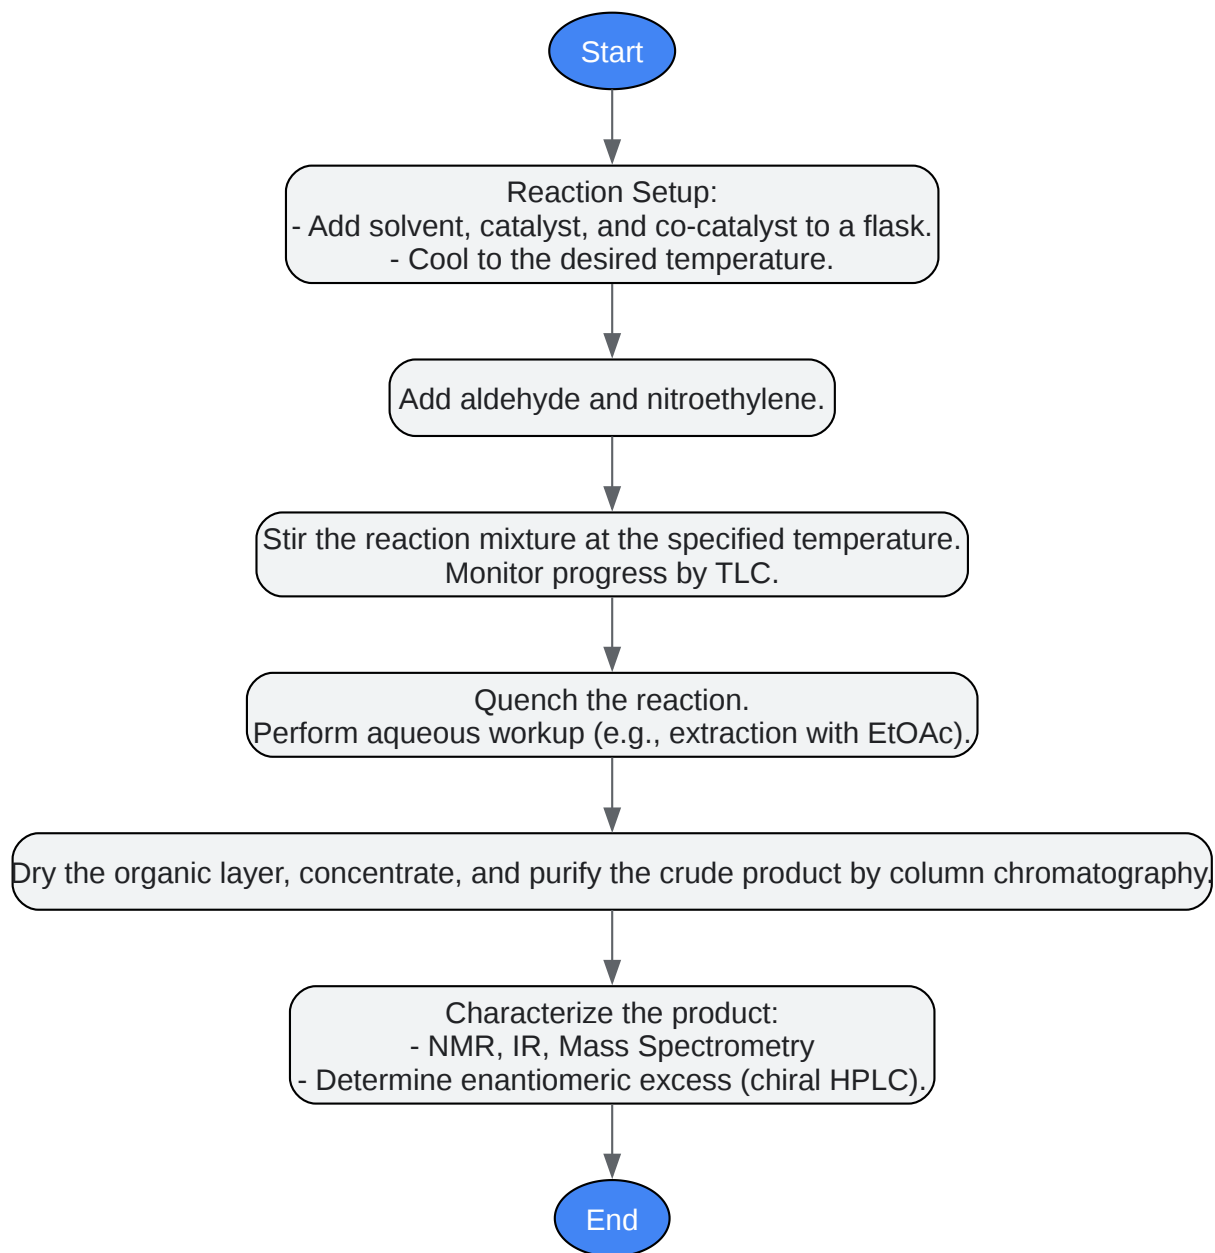 Start
Reaction Setup:
- Add solvent, catalyst, and co-catalyst to a flask.
- Cool to the desired temperature.
Add aldehyde and nitroethylene.
Stir the reaction mixture at the specified temperature.
Monitor progress by TLC.
Quench the reaction.
Perform aqueous workup (e.g., extraction with EtOAc).
Dry the organic layer, concentrate, and purify the crude product by column chromatography.
Characterize the product:
- NMR, IR, Mass Spectrometry
- Determine enantiomeric excess (chiral HPLC).
End